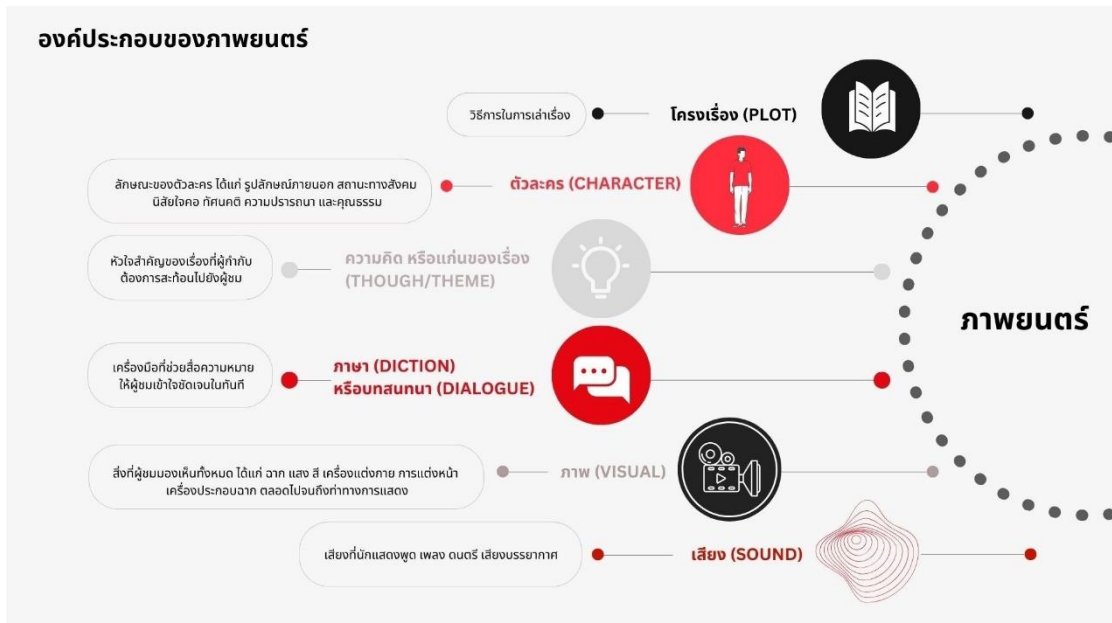 องค์ประกอบของภาพยนตร์
วิธีการในการเล่าเรื่อง
โครงเรื่อง (PLOT)
ลักษณะของตัวละคร ได้แก่ รูปลักษณ์ภายนอก สถานะทางสังคม
นิสัยใจคอ ทัศนคติ ความปรารถนา และคุณธรรม
ตัวละคร (CHARACTER)
หัวใจสำคัญของเรื่องที่ผู้กำกับ
ต้องการสะท้อนไปยังผู้ชม
ความคิด หรือแก่นของเรื่อง
(THOUGH/THEME)
ภาพยนตร์
เครื่องมือที่ช่วยสื่อความหมาย
ให้ผู้ชมเข้าใจชัดเจนในทันที
ภาษา (DICTION)
หรือบทสนทนา (DIALOGUE)
สิ่งที่ผู้ชมมองเห็นทั้งหมด ได้แก่ ฉาก แสง สี เครื่องแต่งกาย การแต่งหน้า
เครื่องประกอบฉาก ตลอดไปจนถึงท่าทางการแสดง
ภาพ (VISUAL)
เสียงที่นักแสดงพูด เพลง ดนตรี เสียงบรรยากาศ
เสียง (SOUND)